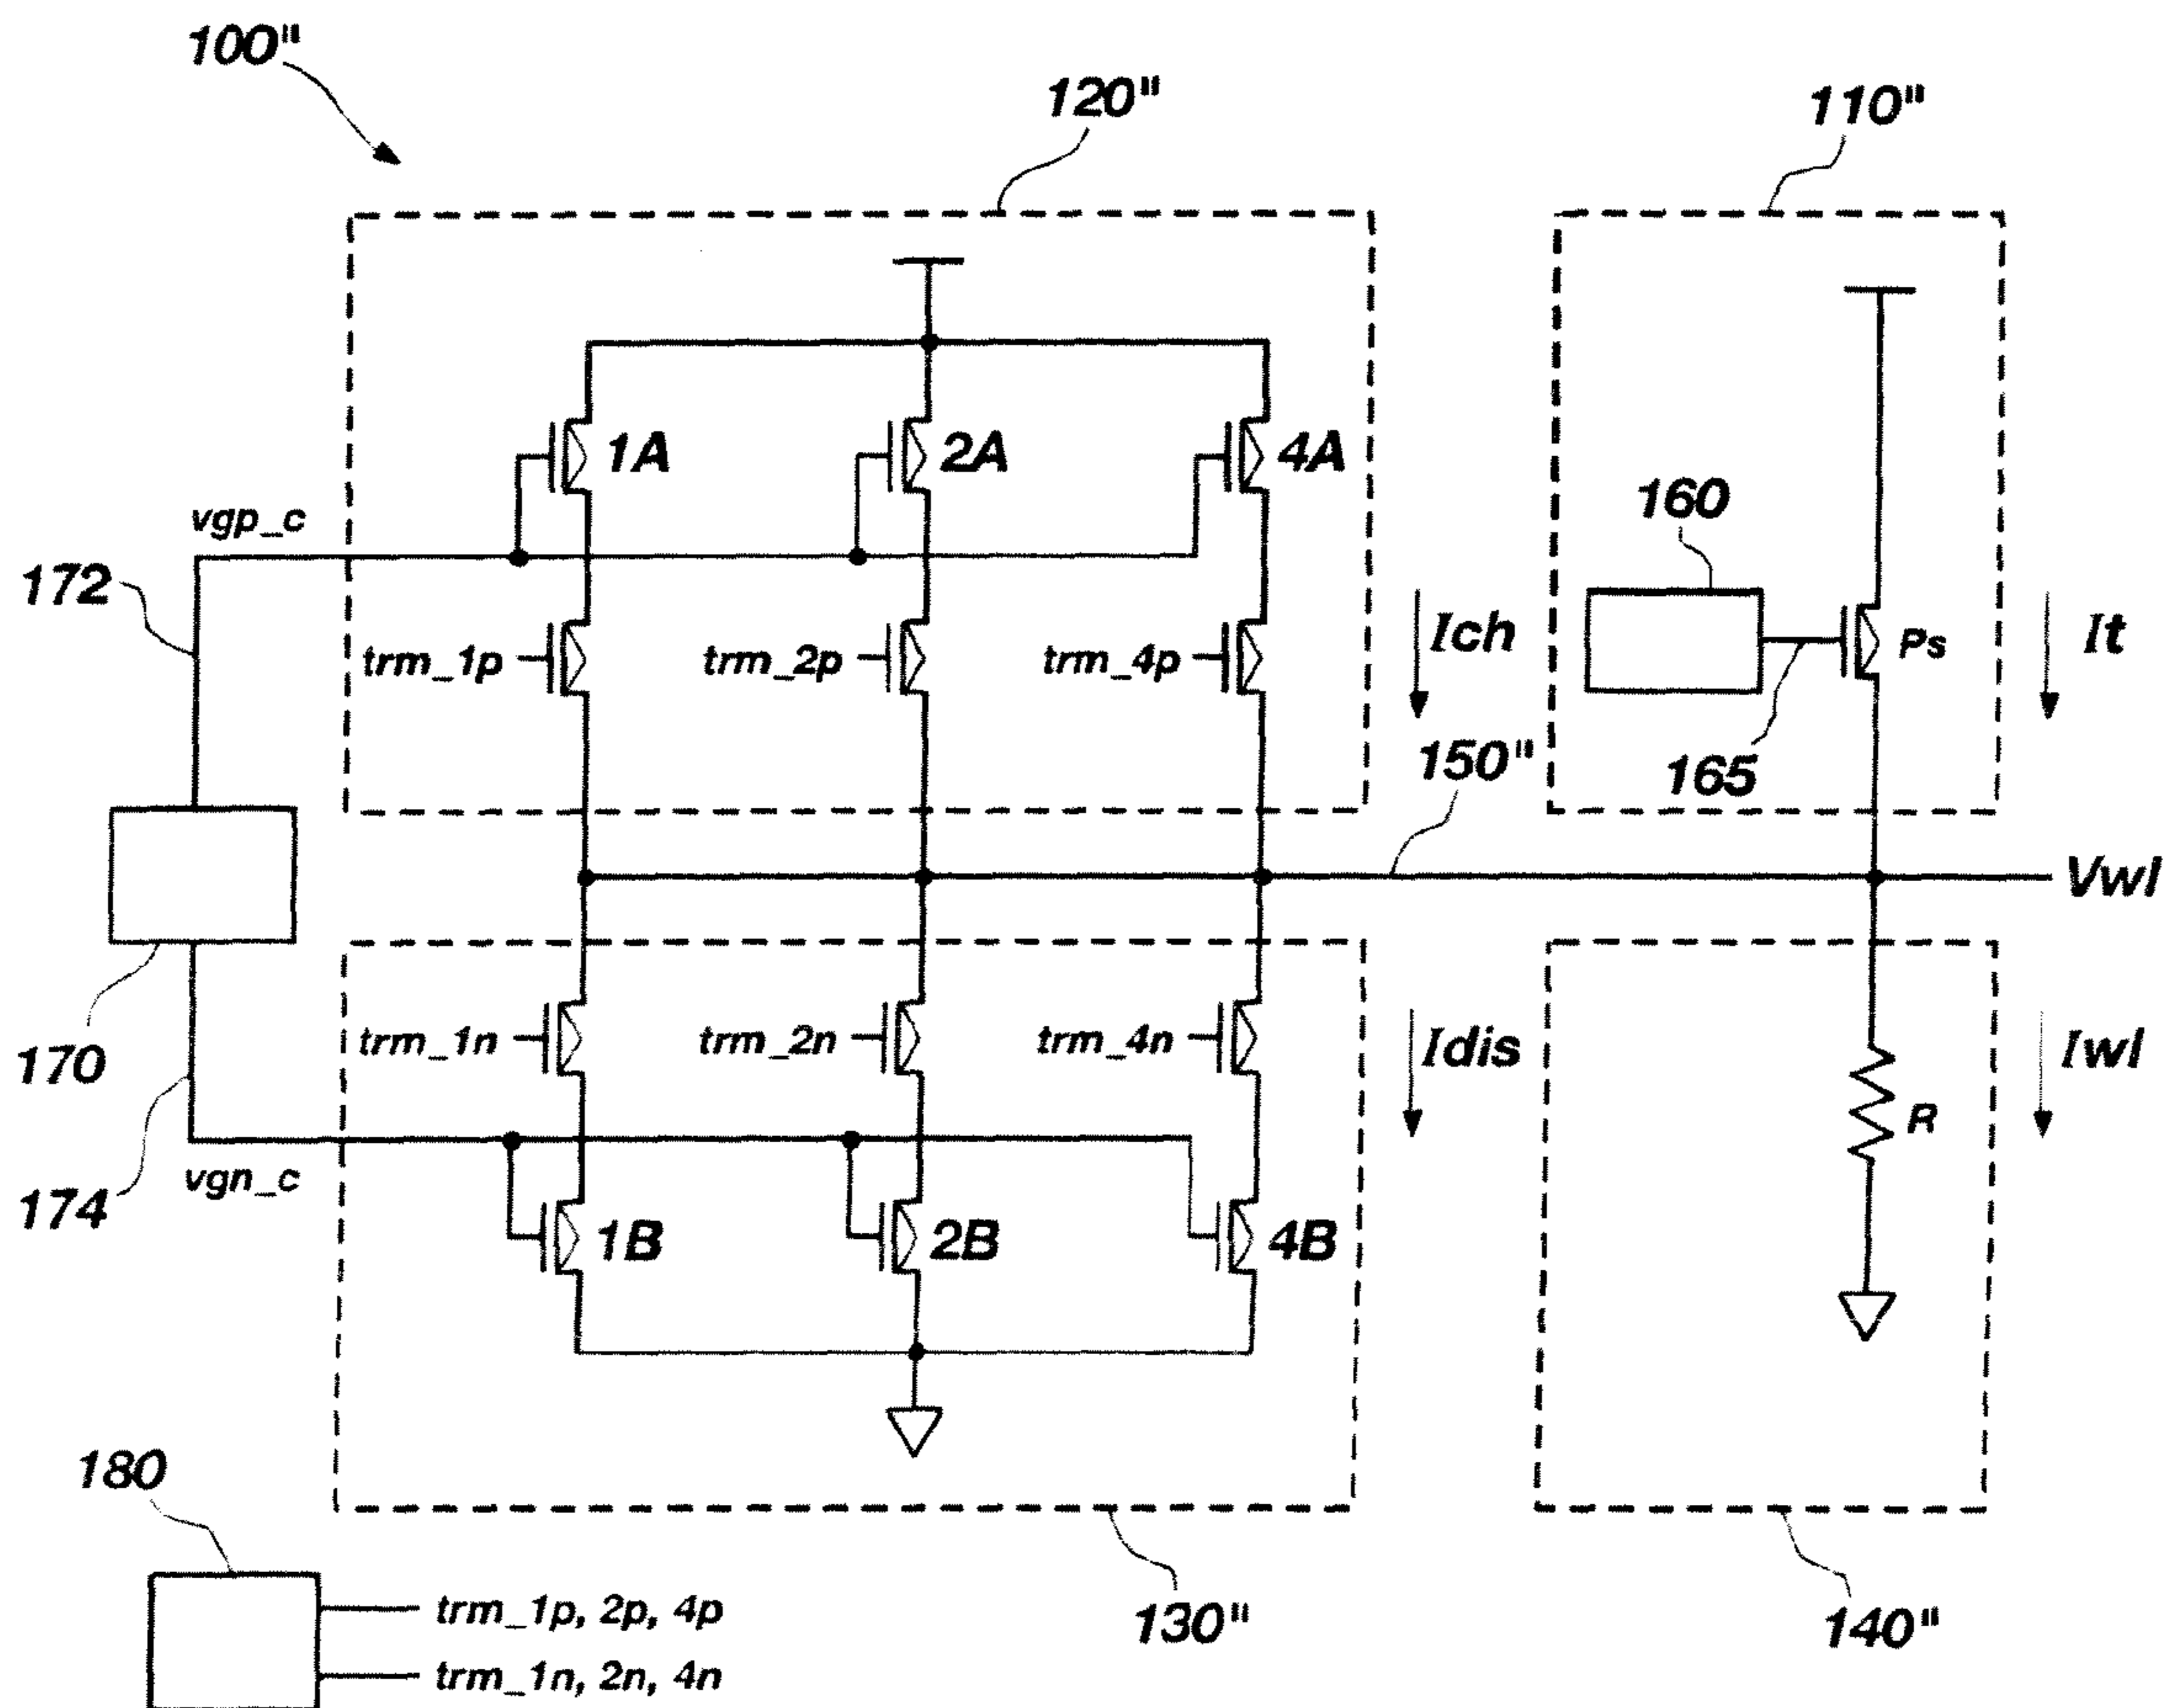 100"
120"
110"
1A
2A
4A
160
vgp_c
172
trm_1p
trm_2p
trm_4p
Ich
Ps
It
165
150"
Vwl
170
trm_1n
trm_2n
trm_4n
Idis
Iwl
R
vgn_c
174
1B
2B
4B
180
trm_1p, 2p, 4p
130"
140"
trm_1n, 2n, 4n